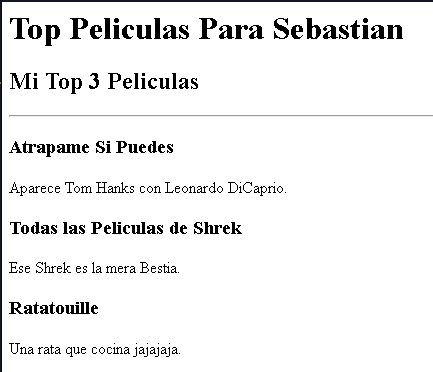 Top Peliculas Para Sebastian
Mi Top 3 Peliculas
Atrapame Si Puedes
Aparece Tom Hanks con Leonardo DiCaprio.
Todas las Peliculas de Shrek
Ese Shrek es la mera Bestia.
Ratatouille
Una rata que cocina jajajaja.